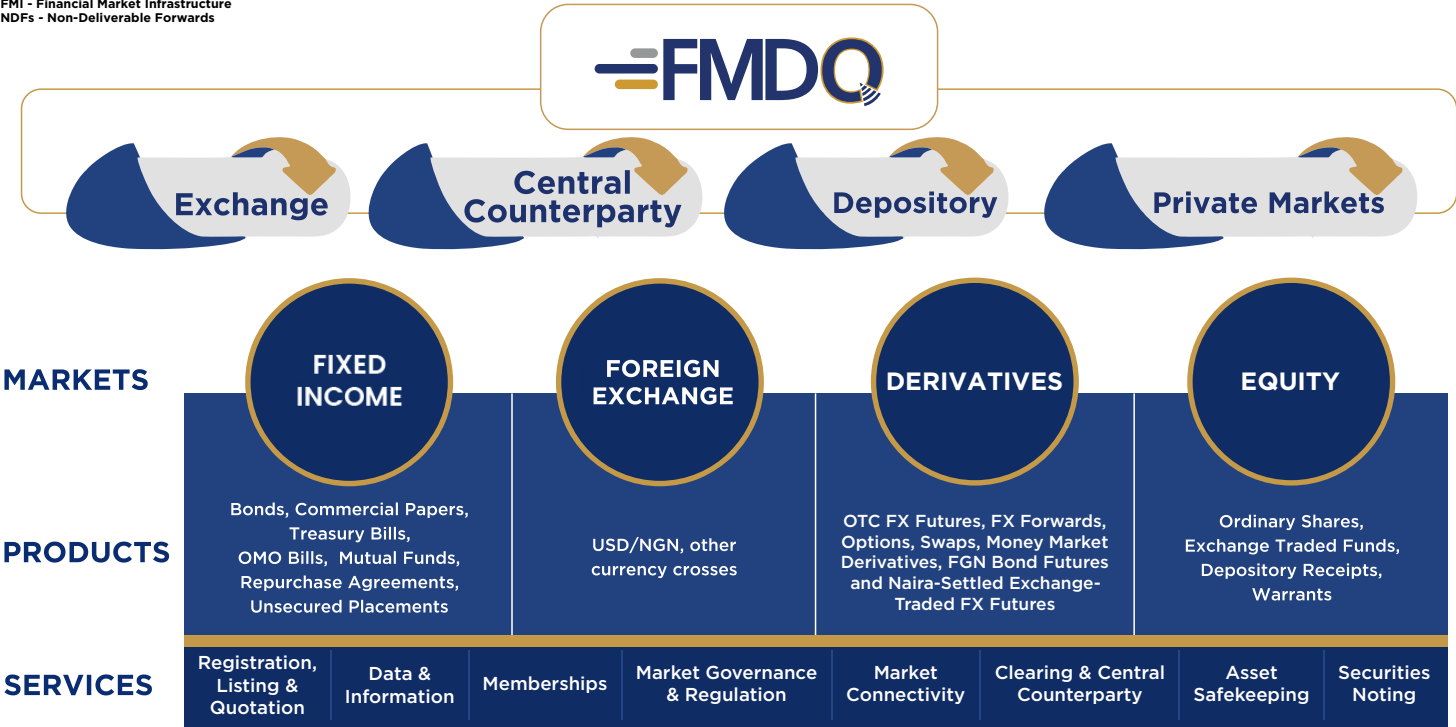 FMI - Financial Market Infrastructure
NDFs - Non-Deliverable Forwards
FMDQ
Exchange
Central
Counterparty
Depository
Private Markets
MARKETS
FIXED
INCOME
FOREIGN
EXCHANGE
DERIVATIVES
EQUITY
PRODUCTS
Bonds, Commercial Papers,
Treasury Bills,
OMO Bills, Mutual Funds,
Repurchase Agreements,
Unsecured Placements
USD/NGN, other
currency crosses
OTC FX Futures, FX Forwards,
Options, Swaps, Money Market
Derivatives, FGN Bond Futures
and Naira-Settled Exchange-
Traded FX Futures
Ordinary Shares,
Exchange Traded Funds,
Depository Receipts,
Warrants
SERVICES
Registration,
Listing &
Quotation
Data &
Information
Memberships
Market Governance
& Regulation
Market
Connectivity
Clearing & Central
Counterparty
Asset
Safekeeping
Securities
Noting